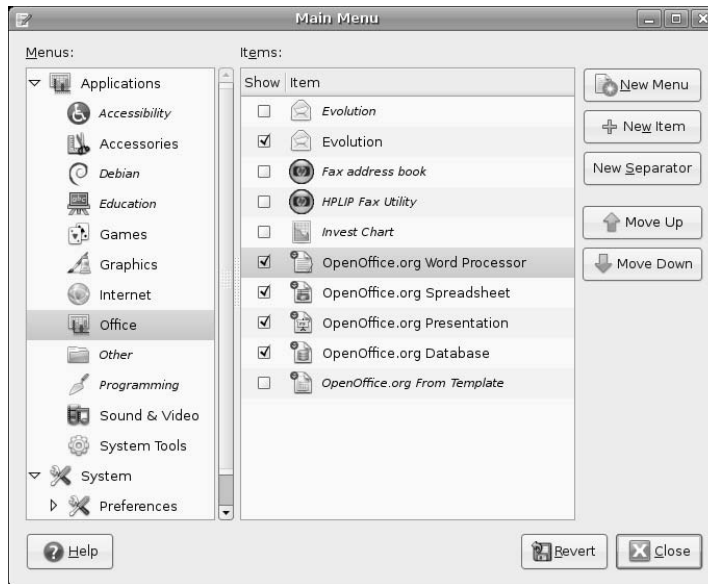 Main Menu
Menus:
Items:
Applications
Accessibility
Accessories
Debian
Education
Games
Graphics
Internet
Office
Other
Programming
Sound & Video
System Tools
System
Preferences
Show Item
Evolution
Evolution
Fax address book
HPLIP Fax Utility
Invest Chart
OpenOffice.org Word Processor
OpenOffice.org Spreadsheet
OpenOffice.org Presentation
OpenOffice.org Database
OpenOffice.org From Template
New Menu
New Item
New Separator
Move Up
Move Down
Help
Revert
Close